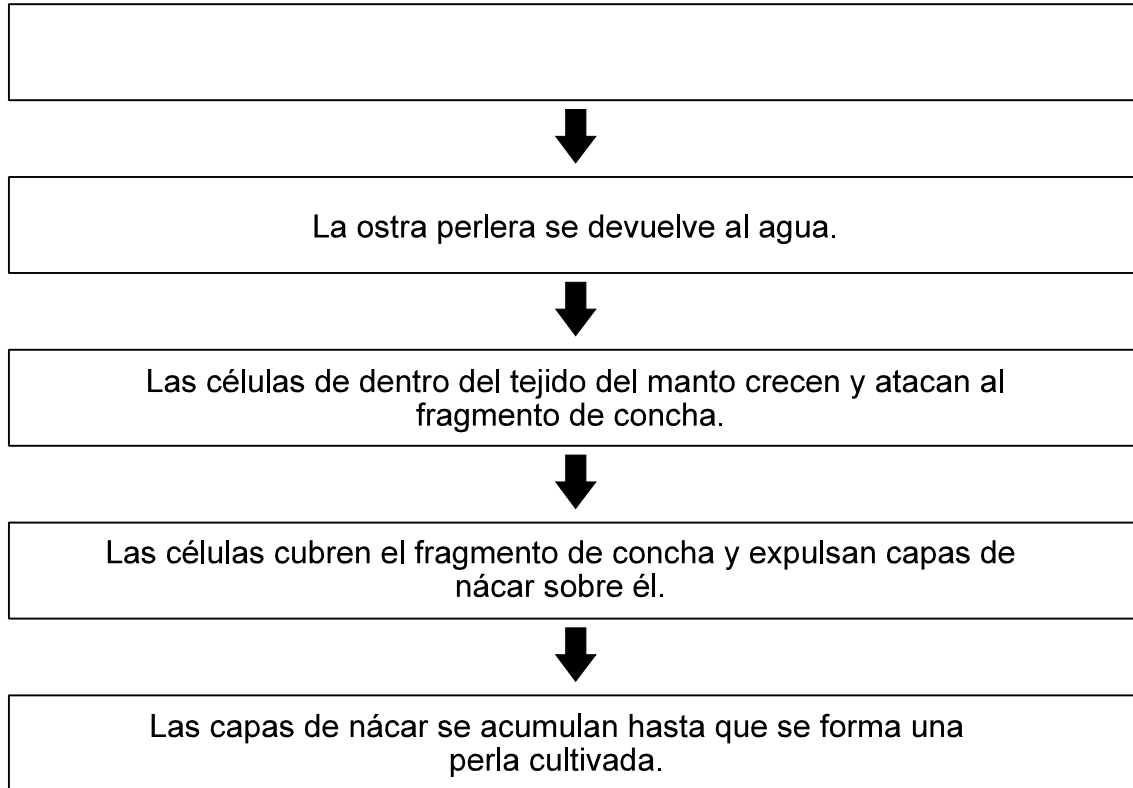 La ostra perlera se devuelve al agua.
Las células de dentro del tejido del manto crecen y atacan al
fragmento de concha.
Las células cubren el fragmento de concha y expulsan capas de
nácar sobre él.
Las capas de nácar se acumulan hasta que se forma una
perla cultivada.